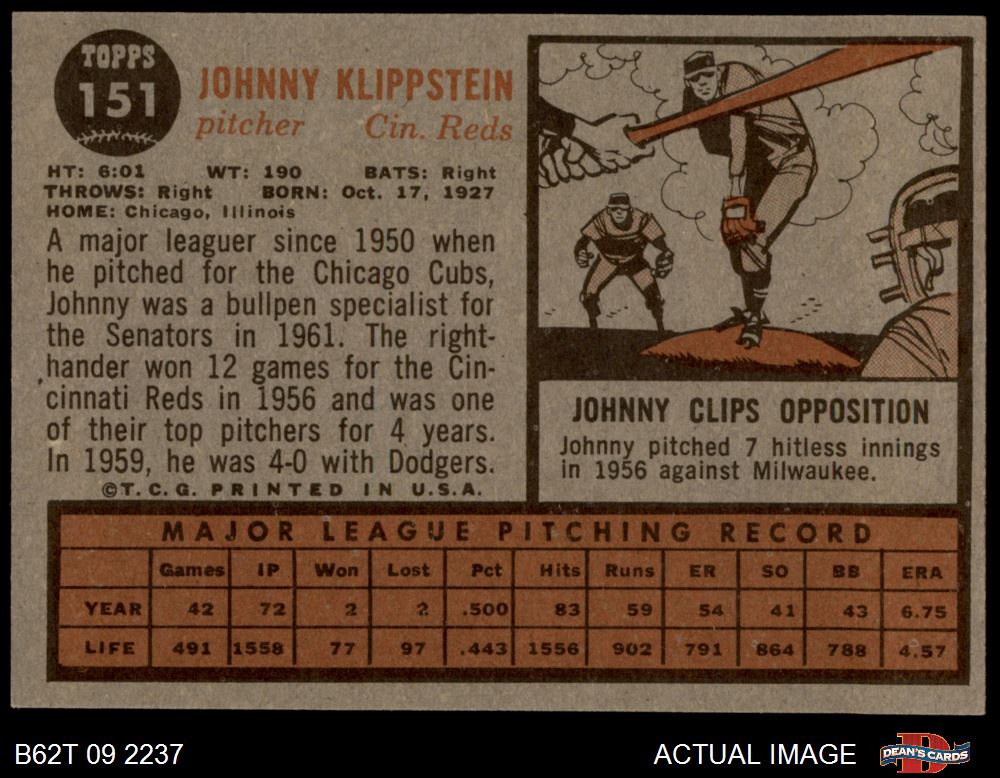 TOPPS
151
JOHNNY KLIPPSTEIN
pitcher Cin. Reds
HT: 6:01 WT: 190 BATS: Right
THROWS: Right BORN: Oct. 17, 1927
HOME: Chicago, Illinois
A major leaguer since 1950 when
he pitched for the Chicago Cubs,
Johnny was a bullpen specialist for
the Senators in 1961. The right-
hander won 12 games for the Cin-
cinnati Reds in 1956 and was one
of their top pitchers for 4 years.
In 1959, he was 4-0 with Dodgers.
©T.C.G. PRINTED IN U.S.A.
JOHNNY CLIPS OPPOSITION
Johnny pitched 7 hitless innings
in 1956 against Milwaukee.
MAJOR LEAGUE PITCHING RECORD
Games IP Won Lost Pct Hits Runs ER SO BB ERA
YEAR 42 72 2 2 .500 83 59 54 41 43 6.75
LIFE 491 1558 77 97 .443 1556 902 791 864 788 4.57
B62T 09 2237 ACTUAL IMAGE DEAN'S CARDS